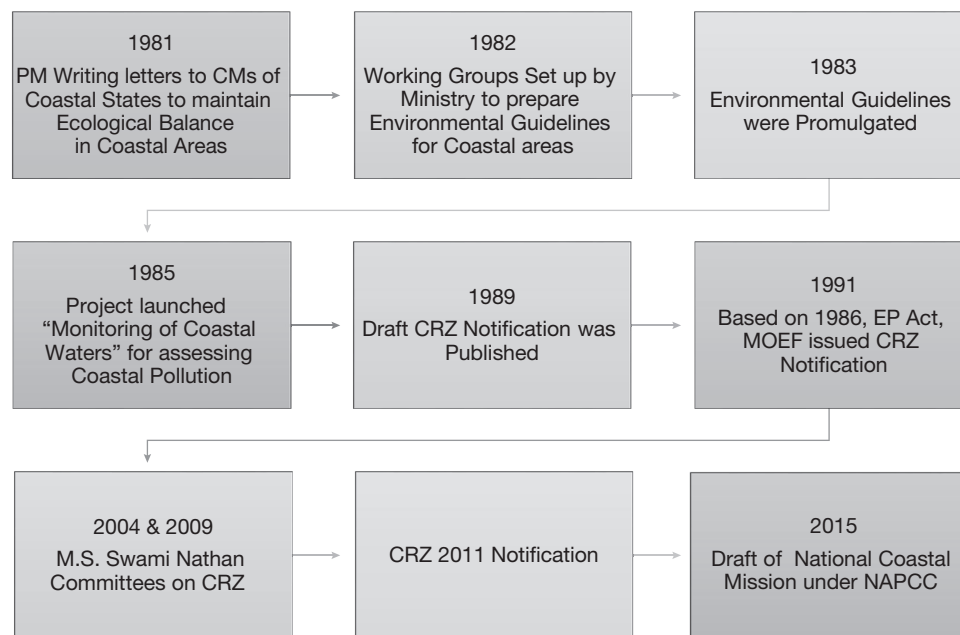 1981
PM Writing letters to CMs of
Coastal States to maintain
Ecological Balance
in Coastal Areas
1982
Working Groups Set up by
Ministry to prepare
Environmental Guidelines
for Coastal areas
1983
Environmental Guidelines
were Promulgated
1985
Project launched
“Monitoring of Coastal
Waters” for assessing
Coastal Pollution
1989
Draft CRZ Notification was
Published
1991
Based on 1986, EP Act,
MOEF issued CRZ
Notification
2004 & 2009
M.S. Swami Nathan
Committees on CRZ
CRZ 2011 Notification
2015
Draft of National Coastal
Mission under NAPCC